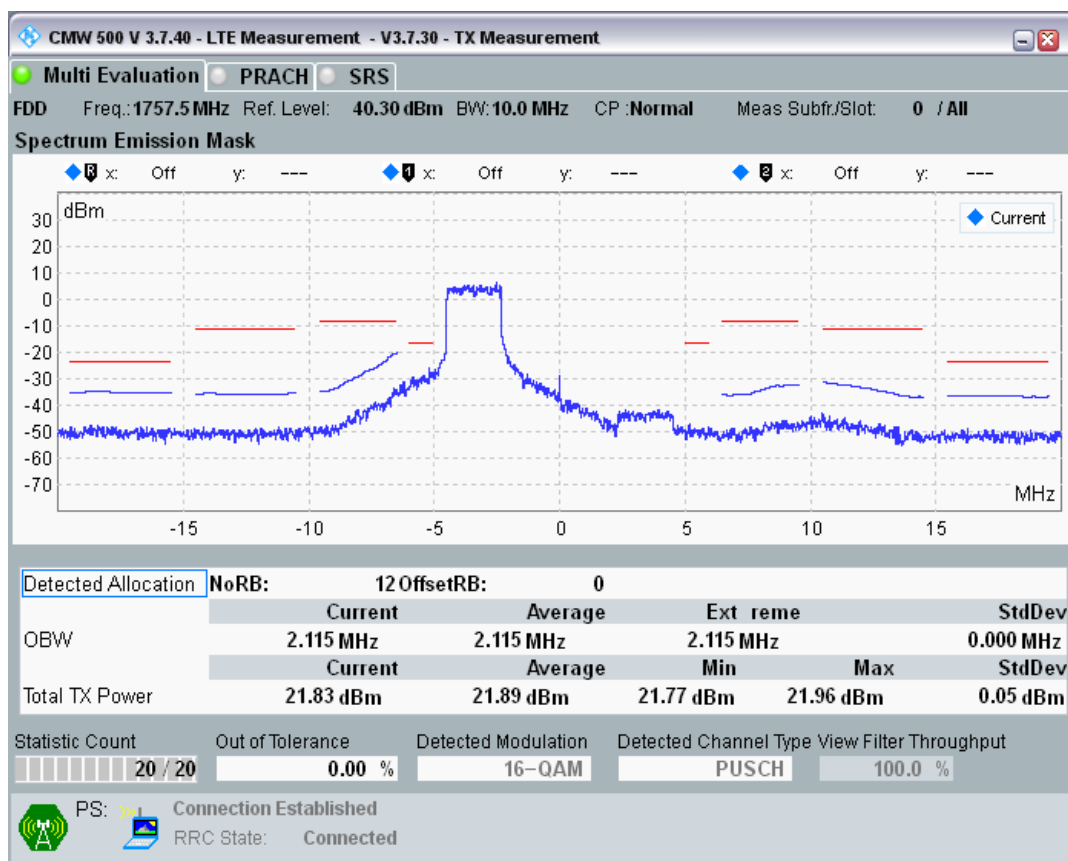 CMW 500 V 3.7.40 - LTE Measurement - V3.7.30 - TX Measurement
Multi Evaluation PRACH SRS
FDD Freq.: 1757.5 MHz Ref. Level: 40.30 dBm BW: 10.0 MHz CP :Normal Meas Subfr./Slot: 0 / All
Spectrum Emission Mask
R x: Off y: --- 1 x: Off y: --- 2 x: Off y: ---
dBm
Current
30
20
10
0
-10
-20
-30
-40
-50
-60
-70
MHz
-15 -10 -5 0 5 10 15
Detected Allocation NoRB: 12 OffsetRB: 0
Current Average Ext reme StdDev
OBW 2.115 MHz 2.115 MHz 2.115 MHz 0.000 MHz
Current Average Min Max StdDev
Total TX Power 21.83 dBm 21.89 dBm 21.77 dBm 21.96 dBm 0.05 dBm
Statistic Count Out of Tolerance Detected Modulation Detected Channel Type View Filter Throughput
20 / 20 0.00 % 16-QAM PUSCH 100.0 %
PS: Connection Established
RRC State: Connected